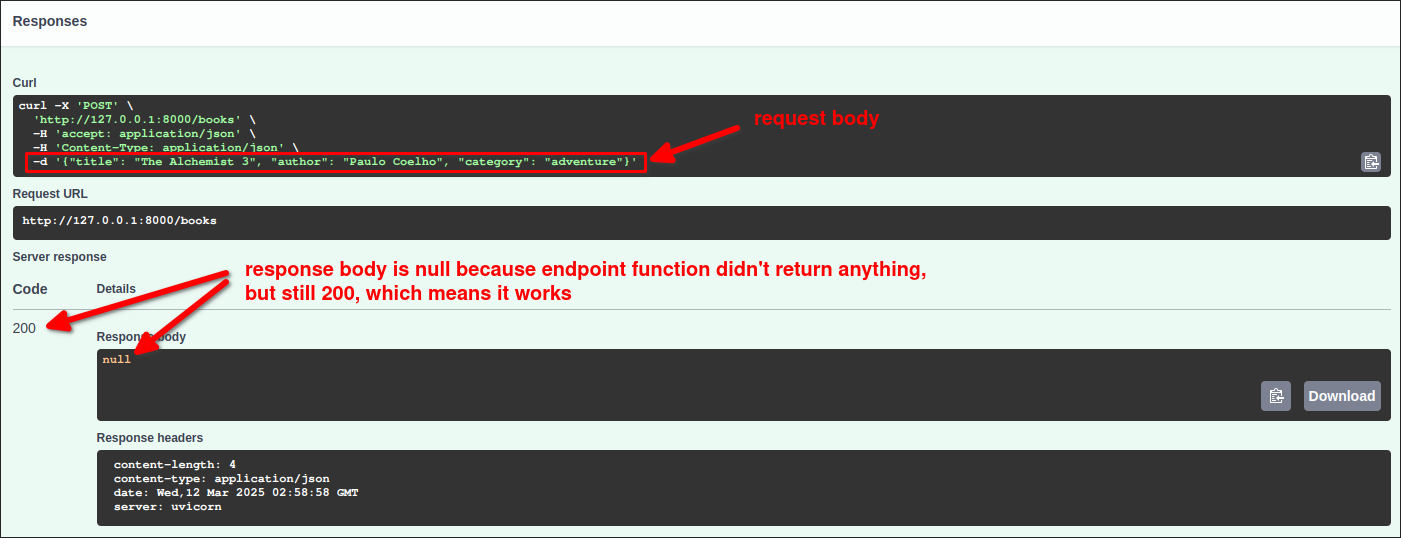 Responses
Curl
curl -X 'POST' \
'http://127.0.0.1:8000/books' \
-H 'accept: application/json' \
-H 'Content-Type: application/json' \
-d '{"title": "The Alchemist 3", "author": "Paulo Coelho", "category": "adventure"}'
request body
Request URL
http://127.0.0.1:8000/books
Server response
response body is null because endpoint function didn't return anything,
but still 200, which means it works
Code
Details
200
Response body
null
Download
Response headers
content-length: 4
content-type: application/json
date: Wed,12 Mar 2025 02:58:58 GMT
server: uvicorn